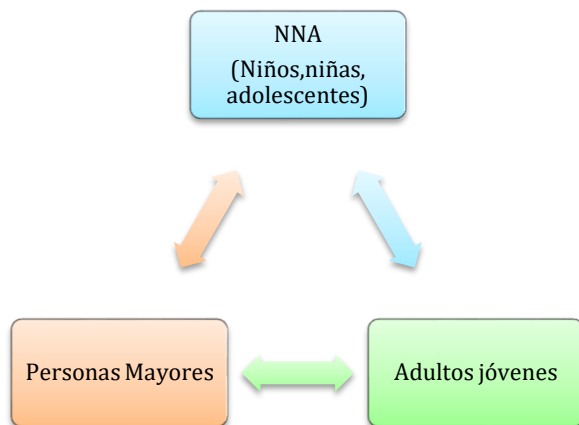 NNA
(Niños,niñas,
adolescentes)
Personas Mayores
Adultos jóvenes